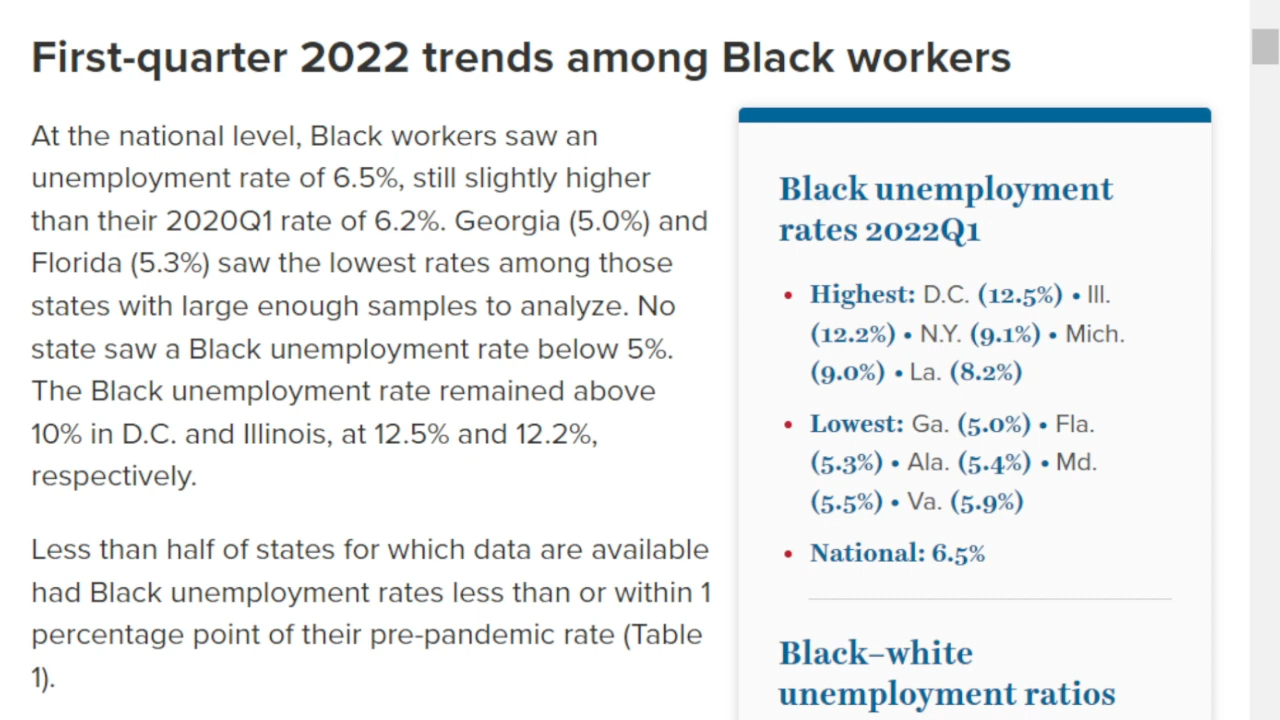 First-quarter 2022 trends among Black workers
At the national level, Black workers saw an
unemployment rate of 6.5%, still slightly higher
than their 2020Q1 rate of 6.2%. Georgia (5.0%) and
Florida (5.3%) saw the lowest rates among those
states with large enough samples to analyze. No
state saw a Black unemployment rate below 5%.
The Black unemployment rate remained above
10% in D.C. and Illinois, at 12.5% and 12.2%,
respectively.
Less than half of states for which data are available
had Black unemployment rates less than or within 1
percentage point of their pre-pandemic rate (Table
1).
Black unemployment
rates 2022Q1
• Highest: D.C. (12.5%) • Ill.
(12.2%) • N.Y. (9.1%) • Mich.
(9.0%) • La. (8.2%)
• Lowest: Ga. (5.0%) • Fla.
(5.3%) • Ala. (5.4%) • Md.
(5.5%) • Va. (5.9%)
• National: 6.5%
Black–white
unemployment ratios